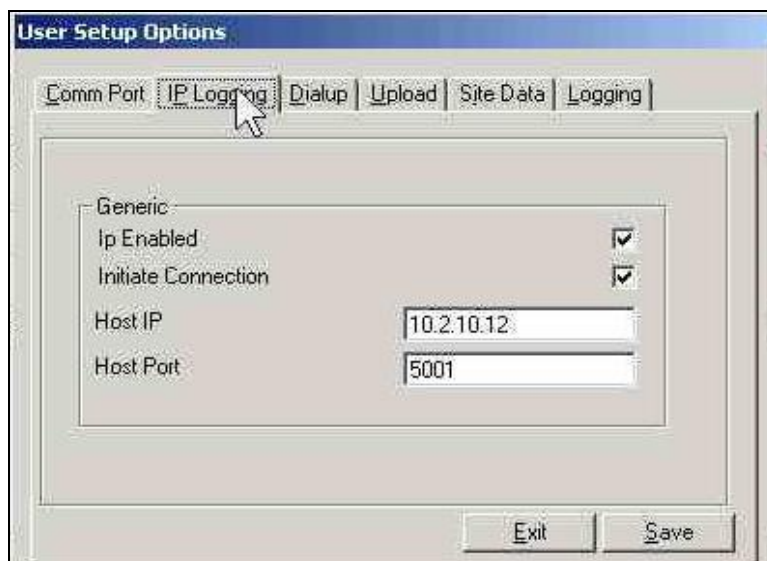 User Setup Options
Comm Port IP Logging Dialup Upload Site Data Logging
Generic
Ip Enabled
Initiate Connection
Host IP 10.2.10.12
Host Port 5001
Exit Save